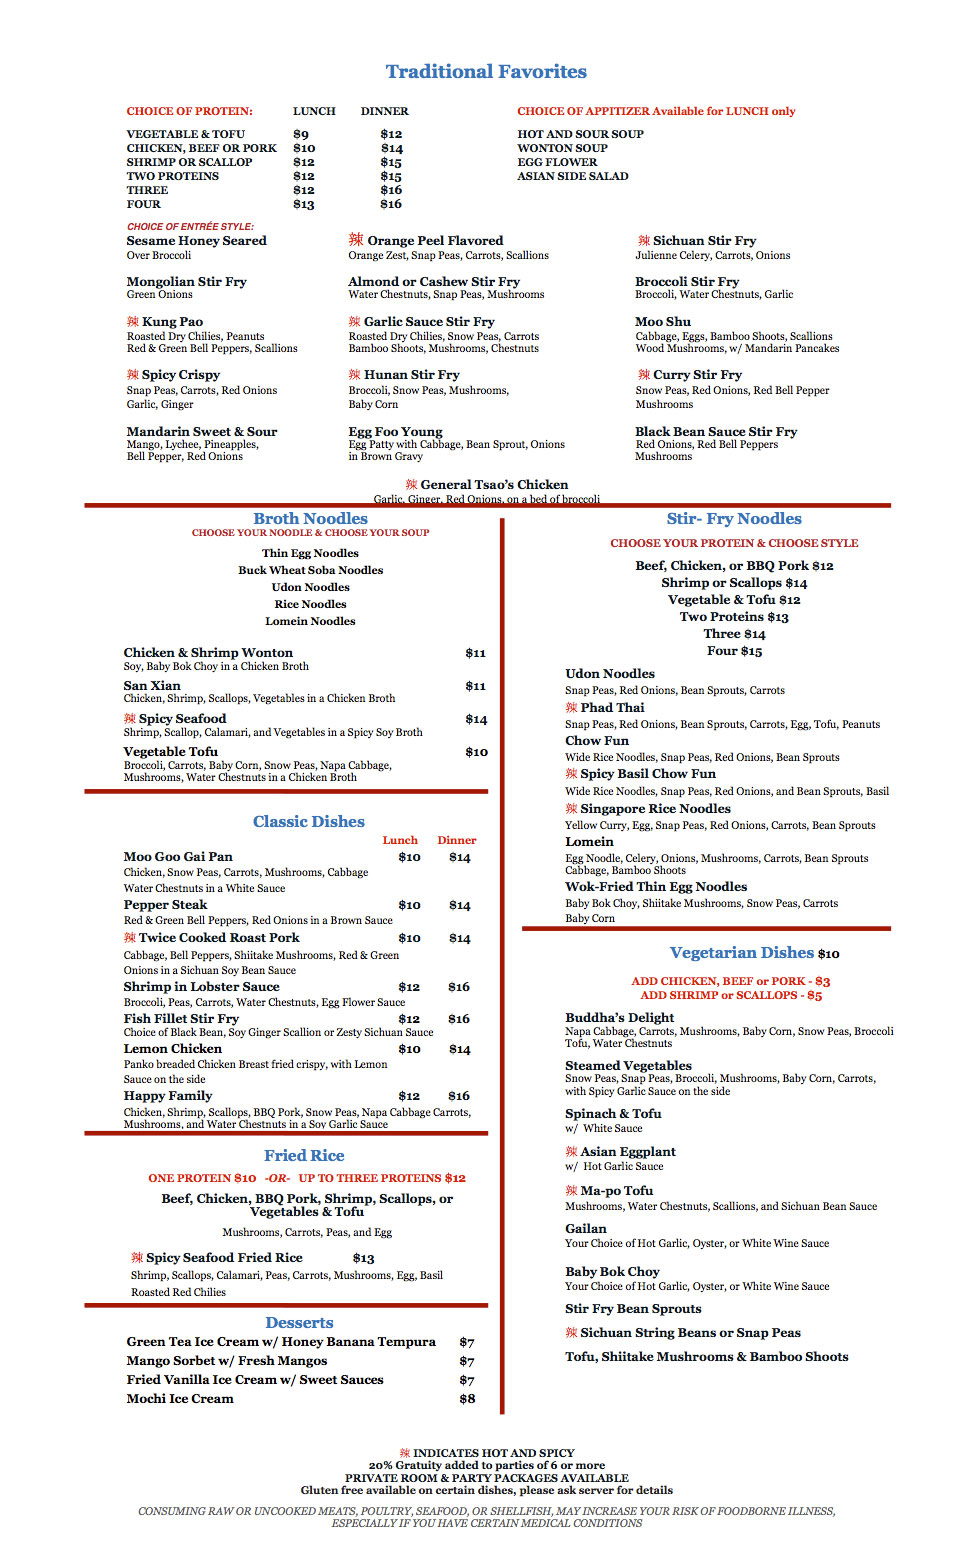 Traditional Favorites
CHOICE OF PROTEIN: LUNCH DINNER
VEGETABLE & TOFU $9 $12
CHICKEN, BEEF OR PORK $10 $14
SHRIMP OR SCALLOP $12 $15
TWO PROTEINS $12 $15
THREE $12 $16
FOUR $13 $16
CHOICE OF APPITIZER Available for LUNCH only
HOT AND SOUR SOUP
WONTON SOUP
EGG FLOWER
ASIAN SIDE SALAD
CHOICE OF ENTRÉE STYLE:
Sesame Honey Seared
Over Broccoli
辣 Orange Peel Flavored
Orange Zest, Snap Peas, Carrots, Scallions
辣 Sichuan Stir Fry
Julienne Celery, Carrots, Onions
Mongolian Stir Fry
Green Onions
Almond or Cashew Stir Fry
Water Chestnuts, Snap Peas, Mushrooms
Broccoli Stir Fry
Broccoli, Water Chestnuts, Garlic
辣 Kung Pao
Roasted Dry Chilies, Peanuts
Red & Green Bell Peppers, Scallions
辣 Garlic Sauce Stir Fry
Roasted Dry Chilies, Snow Peas, Carrots
Bamboo Shoots, Mushrooms, Chestnuts
Moo Shu
Cabbage, Eggs, Bamboo Shoots, Scallions
Wood Mushrooms, w/ Mandarin Pancakes
辣 Spicy Crispy
Snap Peas, Carrots, Red Onions
Garlic, Ginger
辣 Hunan Stir Fry
Broccoli, Snow Peas, Mushrooms,
Baby Corn
辣 Curry Stir Fry
Snow Peas, Red Onions, Red Bell Pepper
Mushrooms
Mandarin Sweet & Sour
Mango, Lychee, Pineapples,
Bell Pepper, Red Onions
Egg Foo Young
Egg Patty with Cabbage, Bean Sprout, Onions
in Brown Gravy
Black Bean Sauce Stir Fry
Red Onions, Red Bell Peppers
Mushrooms
辣 General Tsao's Chicken
Garlic, Ginger, Red Onions, on a bed of broccoli
Broth Noodles
CHOOSE YOUR NOODLE & CHOOSE YOUR SOUP
Thin Egg Noodles
Buck Wheat Soba Noodles
Udon Noodles
Rice Noodles
Lomein Noodles
Chicken & Shrimp Wonton $11
Soy, Baby Bok Choy in a Chicken Broth
San Xian $11
Chicken, Shrimp, Scallops, Vegetables in a Chicken Broth
辣 Spicy Seafood $14
Shrimp, Scallop, Calamari, and Vegetables in a Spicy Soy Broth
Vegetable Tofu $10
Broccoli, Carrots, Baby Corn, Snow Peas, Napa Cabbage,
Mushrooms, Water Chestnuts in a Chicken Broth
Classic Dishes
Lunch Dinner
Moo Goo Gai Pan $10 $14
Chicken, Snow Peas, Carrots, Mushrooms, Cabbage
Water Chestnuts in a White Sauce
Pepper Steak $10 $14
Red & Green Bell Peppers, Red Onions in a Brown Sauce
辣 Twice Cooked Roast Pork $10 $14
Cabbage, Bell Peppers, Shiitake Mushrooms, Red & Green
Onions in a Sichuan Soy Bean Sauce
Shrimp in Lobster Sauce $12 $16
Broccoli, Peas, Carrots, Water Chestnuts, Egg Flower Sauce
Fish Fillet Stir Fry $12 $16
Choice of Black Bean, Soy Ginger Scallion or Zesty Sichuan Sauce
Lemon Chicken $10 $14
Panko breaded Chicken Breast fried crispy, with Lemon
Sauce on the side
Happy Family $12 $16
Chicken, Shrimp, Scallops, BBQ Pork, Snow Peas, Napa Cabbage Carrots,
Mushrooms, and Water Chestnuts in a Soy Garlic Sauce
Fried Rice
ONE PROTEIN $10 -OR- UP TO THREE PROTEINS $12
Beef, Chicken, BBQ Pork, Shrimp, Scallops, or
Vegetables & Tofu
Mushrooms, Carrots, Peas, and Egg
辣 Spicy Seafood Fried Rice $13
Shrimp, Scallops, Calamari, Peas, Carrots, Mushrooms, Egg, Basil
Roasted Red Chilies
Desserts
Green Tea Ice Cream w/ Honey Banana Tempura $7
Mango Sorbet w/ Fresh Mangos $7
Fried Vanilla Ice Cream w/ Sweet Sauces $7
Mochi Ice Cream $8
Stir- Fry Noodles
CHOOSE YOUR PROTEIN & CHOOSE STYLE
Beef, Chicken, or BBQ Pork $12
Shrimp or Scallops $14
Vegetable & Tofu $12
Two Proteins $13
Three $14
Four $15
Udon Noodles
Snap Peas, Red Onions, Bean Sprouts, Carrots
辣 Phad Thai
Snap Peas, Red Onions, Bean Sprouts, Carrots, Egg, Tofu, Peanuts
Chow Fun
Wide Rice Noodles, Snap Peas, Red Onions, Bean Sprouts
辣 Spicy Basil Chow Fun
Wide Rice Noodles, Snap Peas, Red Onions, and Bean Sprouts, Basil
辣 Singapore Rice Noodles
Yellow Curry, Egg, Snap Peas, Red Onions, Carrots, Bean Sprouts
Lomein
Egg Noodle, Celery, Onions, Mushrooms, Carrots, Bean Sprouts
Cabbage, Bamboo Shoots
Wok-Fried Thin Egg Noodles
Baby Bok Choy, Shiitake Mushrooms, Snow Peas, Carrots
Baby Corn
Vegetarian Dishes $10
ADD CHICKEN, BEEF or PORK - $3
ADD SHRIMP or SCALLOPS - $5
Buddha's Delight
Napa Cabbage, Carrots, Mushrooms, Baby Corn, Snow Peas, Broccoli
Tofu, Water Chestnuts
Steamed Vegetables
Snow Peas, Snap Peas, Broccoli, Mushrooms, Baby Corn, Carrots,
with Spicy Garlic Sauce on the side
Spinach & Tofu
w/ White Sauce
辣 Asian Eggplant
w/ Hot Garlic Sauce
辣 Ma-po Tofu
Mushrooms, Water Chestnuts, Scallions, and Sichuan Bean Sauce
Gailan
Your Choice of Hot Garlic, Oyster, or White Wine Sauce
Baby Bok Choy
Your Choice of Hot Garlic, Oyster, or White Wine Sauce
Stir Fry Bean Sprouts
辣 Sichuan String Beans or Snap Peas
Tofu, Shiitake Mushrooms & Bamboo Shoots
辣 INDICATES HOT AND SPICY
20% Gratuity added to parties of 6 or more
PRIVATE ROOM & PARTY PACKAGES AVAILABLE
Gluten free available on certain dishes, please ask server for details
CONSUMING RAW OR UNCOOKED MEATS, POULTRY, SEAFOOD, OR SHELLFISH, MAY INCREASE YOUR RISK OF FOODBORNE ILLNESS,
ESPECIALLY IF YOU HAVE CERTAIN MEDICAL CONDITIONS